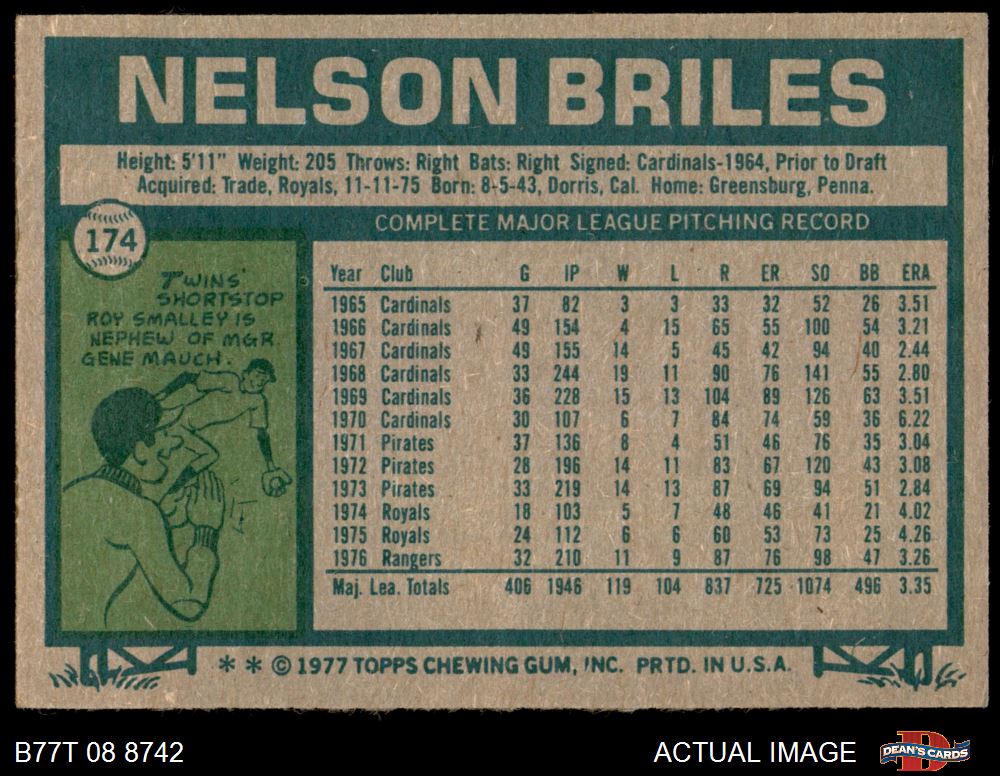 NELSON BRILES
Height: 5'11" Weight: 205 Throws: Right Bats: Right Signed: Cardinals-1964, Prior to Draft
Acquired: Trade, Royals, 11-11-75 Born: 8-5-43, Dorris, Cal. Home: Greensburg, Penna.
174
TWINS'
SHORTSTOP
ROY SMALLEY IS
NEPHEW OF MGR
GENE MAUCH.
COMPLETE MAJOR LEAGUE PITCHING RECORD
Year Club G IP W L R ER SO BB ERA
1965 Cardinals 37 82 3 3 33 32 52 26 3.51
1966 Cardinals 49 154 4 15 65 55 100 54 3.21
1967 Cardinals 49 155 14 5 45 42 94 40 2.44
1968 Cardinals 33 244 19 11 90 76 141 55 2.80
1969 Cardinals 36 228 15 13 104 89 126 63 3.51
1970 Cardinals 30 107 6 7 84 74 59 36 6.22
1971 Pirates 37 136 8 4 51 46 76 35 3.04
1972 Pirates 28 196 14 11 83 67 120 43 3.08
1973 Pirates 33 219 14 13 87 69 94 51 2.84
1974 Royals 18 103 5 7 48 46 41 21 4.02
1975 Royals 24 112 6 6 60 53 73 25 4.26
1976 Rangers 32 210 11 9 87 76 98 47 3.26
Maj. Lea. Totals 406 1946 119 104 837 725 1074 496 3.35
* * © 1977 TOPPS CHEWING GUM, INC. PRTD. IN U.S.A.
B77T 08 8742
ACTUAL IMAGE
DEAN'S CARDS